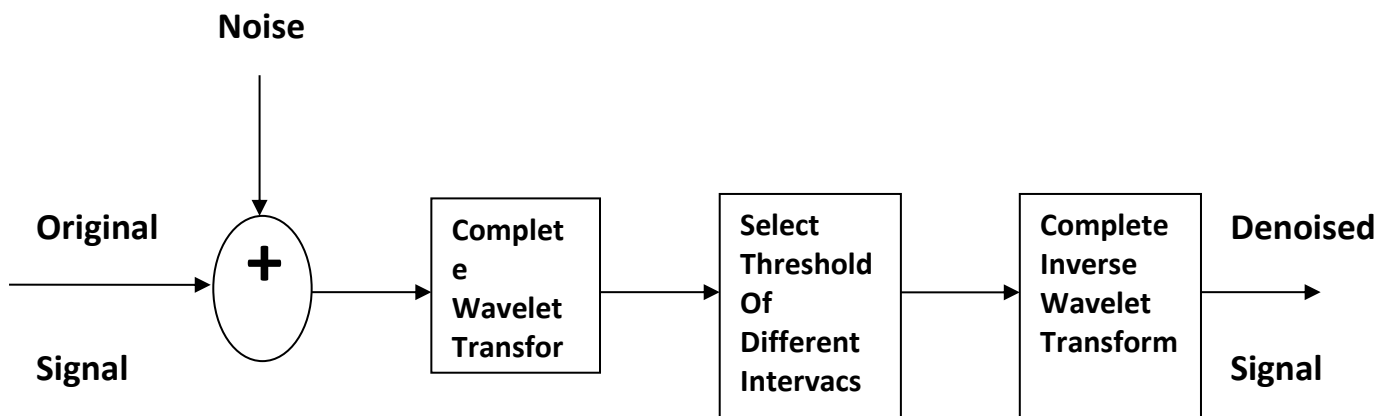 Noise
Original
Signal
+
Complet
e
Wavelet
Transfor
Select
Threshold
Of
Different
Intervacs
Complete
Inverse
Wavelet
Transform
Denoised
Signal